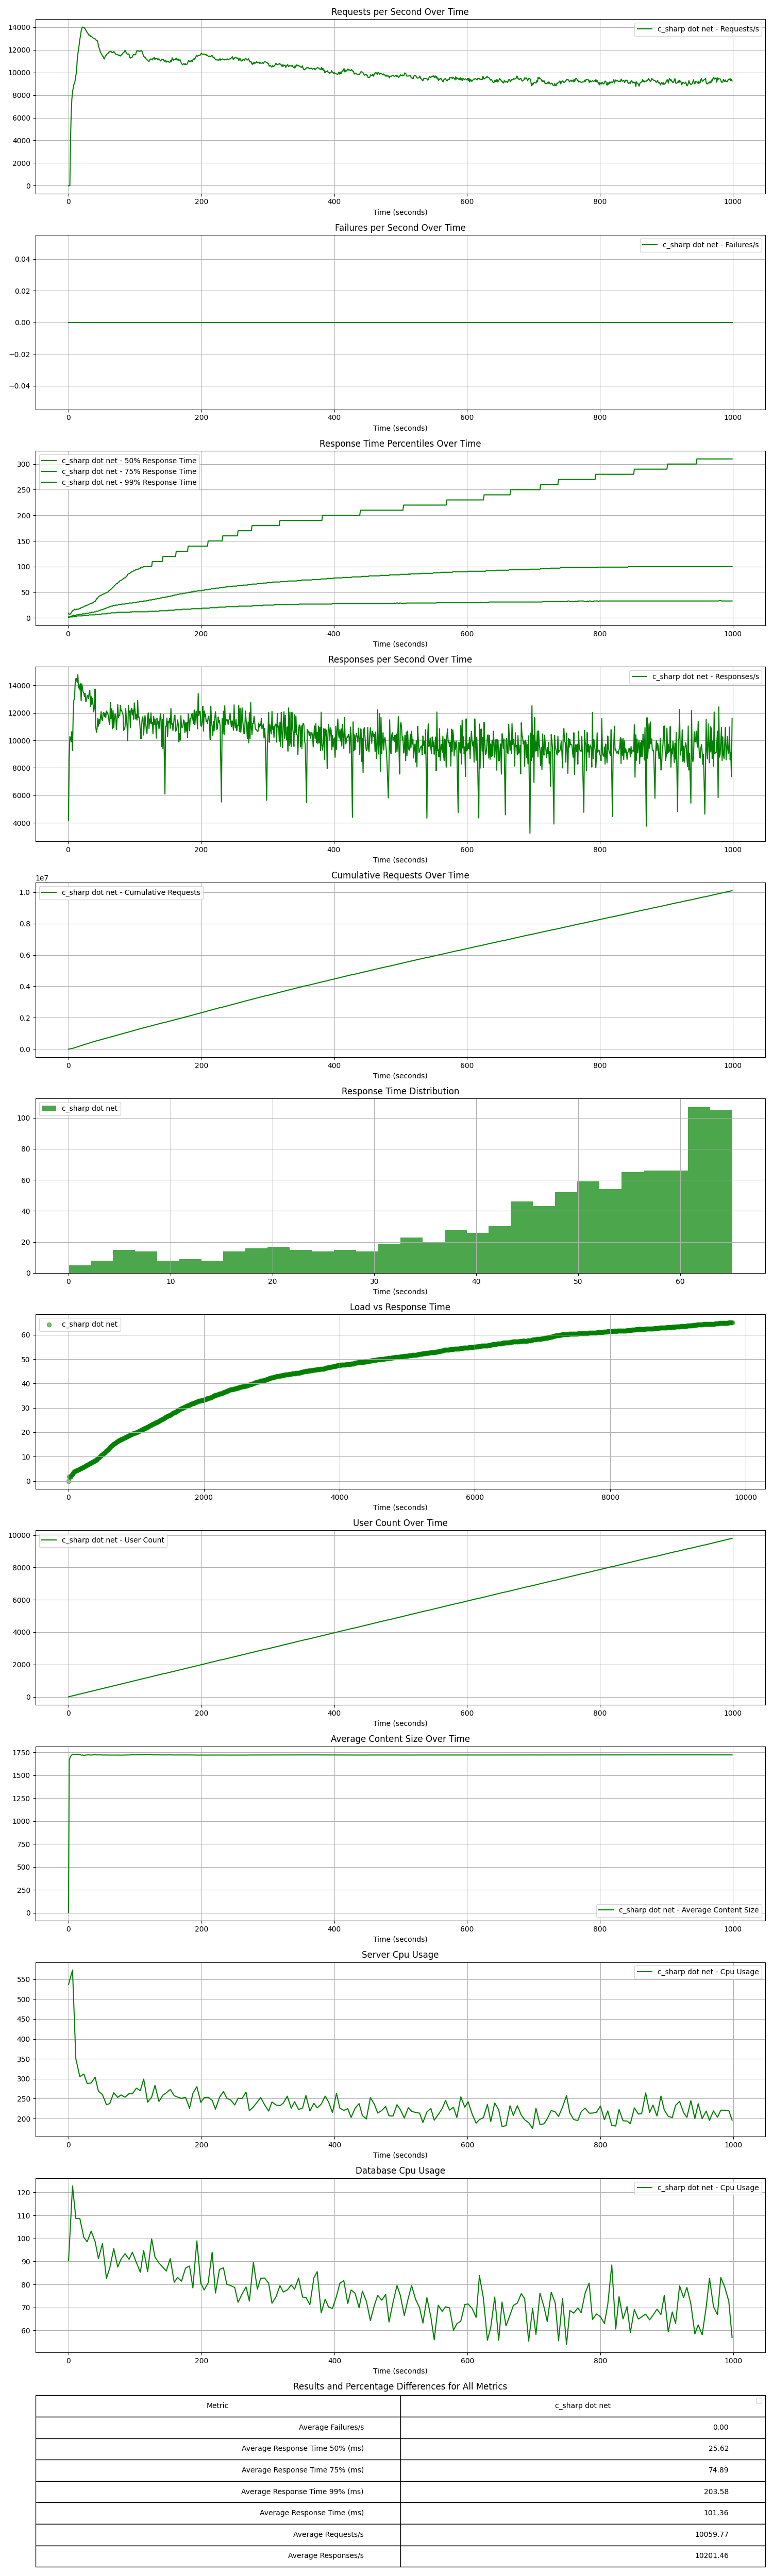 Requests per Second Over Time
c_sharp dot net - Requests/s
14000
12000
10000
8000
6000
4000
2000
0
0 200 400 600 800 1000
Time (seconds)
Failures per Second Over Time
c_sharp dot net - Failures/s
0.04
0.02
0.00
−0.02
−0.04
0 200 400 600 800 1000
Time (seconds)
Response Time Percentiles Over Time
c_sharp dot net - 50% Response Time
c_sharp dot net - 75% Response Time
c_sharp dot net - 99% Response Time
300
250
200
150
100
50
0
0 200 400 600 800 1000
Time (seconds)
Responses per Second Over Time
c_sharp dot net - Responses/s
14000
12000
10000
8000
6000
4000
0 200 400 600 800 1000
Time (seconds)
Cumulative Requests Over Time
1e7
c_sharp dot net - Cumulative Requests
1.0
0.8
0.6
0.4
0.2
0.0
0 200 400 600 800 1000
Time (seconds)
Response Time Distribution
c_sharp dot net
100
80
60
40
20
0
0 10 20 30 40 50 60
Time (seconds)
Load vs Response Time
c_sharp dot net
60
50
40
30
20
10
0
0 2000 4000 6000 8000 10000
Time (seconds)
User Count Over Time
c_sharp dot net - User Count
10000
8000
6000
4000
2000
0
0 200 400 600 800 1000
Time (seconds)
Average Content Size Over Time
1750
1500
1250
1000
750
500
250
0
c_sharp dot net - Average Content Size
0 200 400 600 800 1000
Time (seconds)
Server Cpu Usage
c_sharp dot net - Cpu Usage
550
500
450
400
350
300
250
200
0 200 400 600 800 1000
Time (seconds)
Database Cpu Usage
c_sharp dot net - Cpu Usage
120
110
100
90
80
70
60
0 200 400 600 800 1000
Time (seconds)
Results and Percentage Differences for All Metrics
Metric c_sharp dot net
Average Failures/s 0.00
Average Response Time 50% (ms) 25.62
Average Response Time 75% (ms) 74.89
Average Response Time 99% (ms) 203.58
Average Response Time (ms) 101.36
Average Requests/s 10059.77
Average Responses/s 10201.46